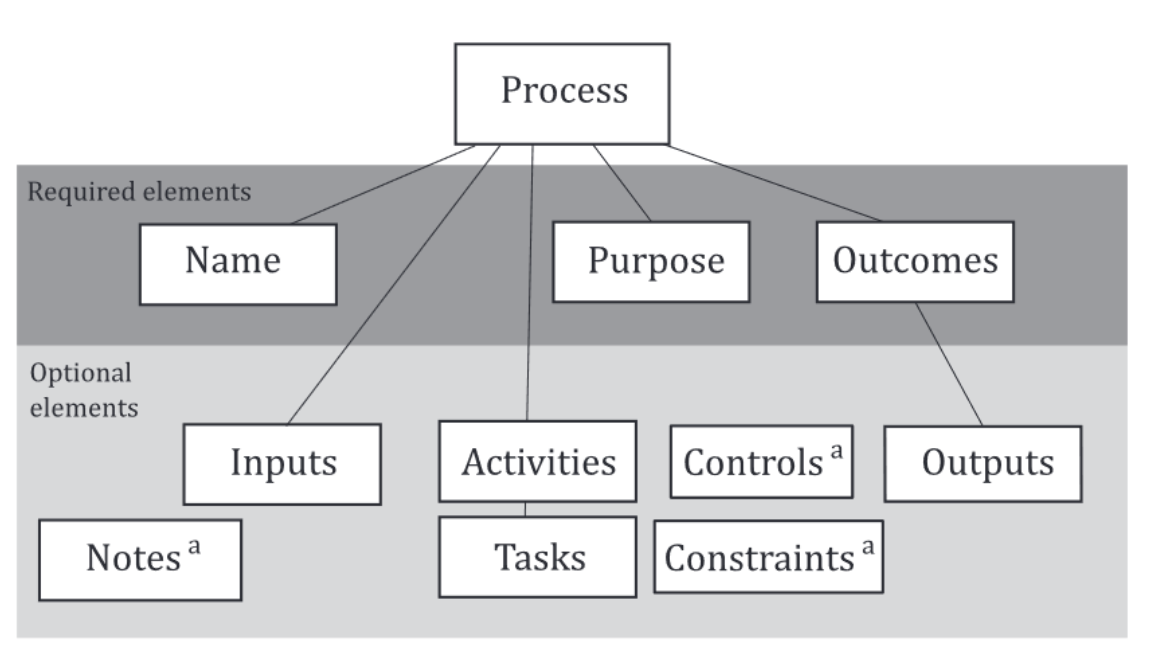 Process
Required elements
Name
Purpose
Outcomes
Optional
elements
Inputs
Activities
Controls a
Outputs
Notes a
Tasks
Constraints a